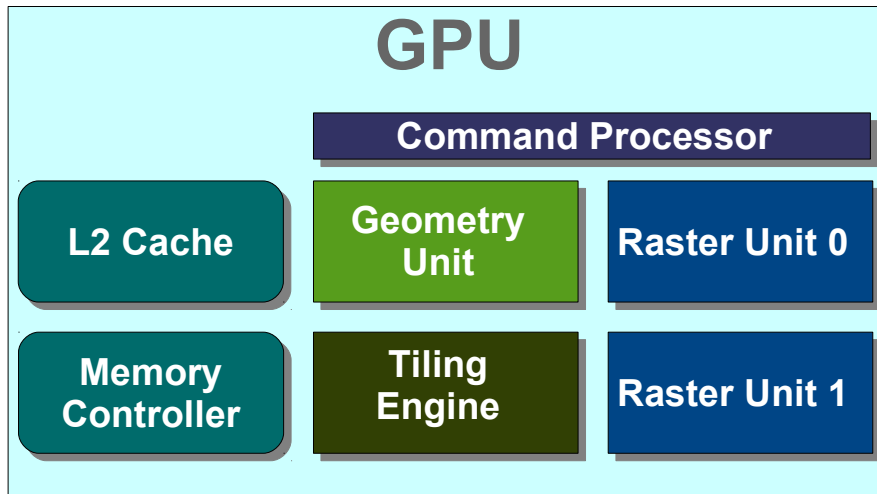 GPU
Command Processor
L2 Cache
Geometry
Unit
Raster Unit 0
Memory
Controller
Tiling
Engine
Raster Unit 1